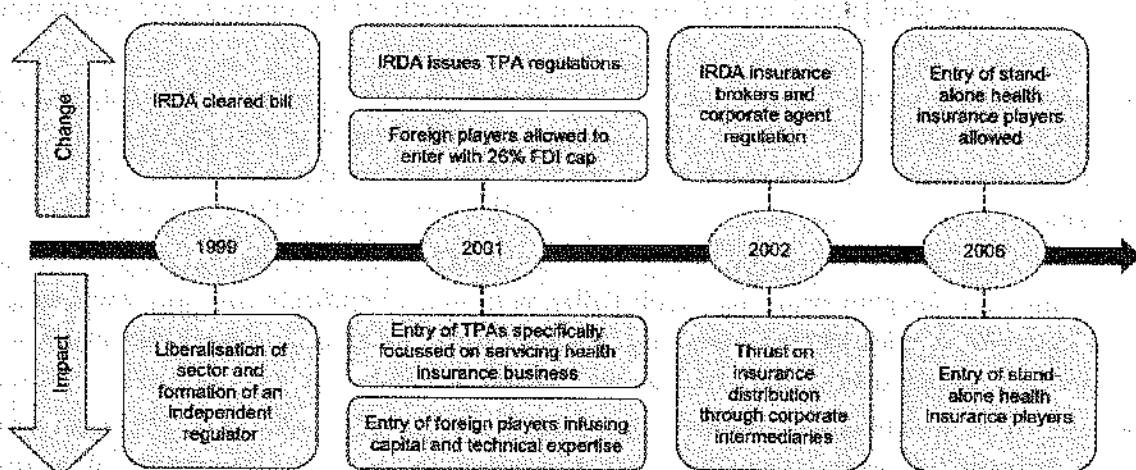 Change
IRDA cleared bill
IRDA issues TPA regulations
Foreign players allowed to
enter with 26% FDI cap
IRDA insurance
brokers and
corporate agent
regulation
Entry of stand-
alone health
insurance players
allowed
1999
2001
2002
2006
Impact
Liberalisation of
sector and
formation of an
independent
regulator
Entry of TPAs specifically
focussed on servicing health
insurance business
Entry of foreign players infusing
capital and technical expertise
Thrust on
insurance
distribution
through corporate
intermediaries
Entry of stand-
alone health
insurance players